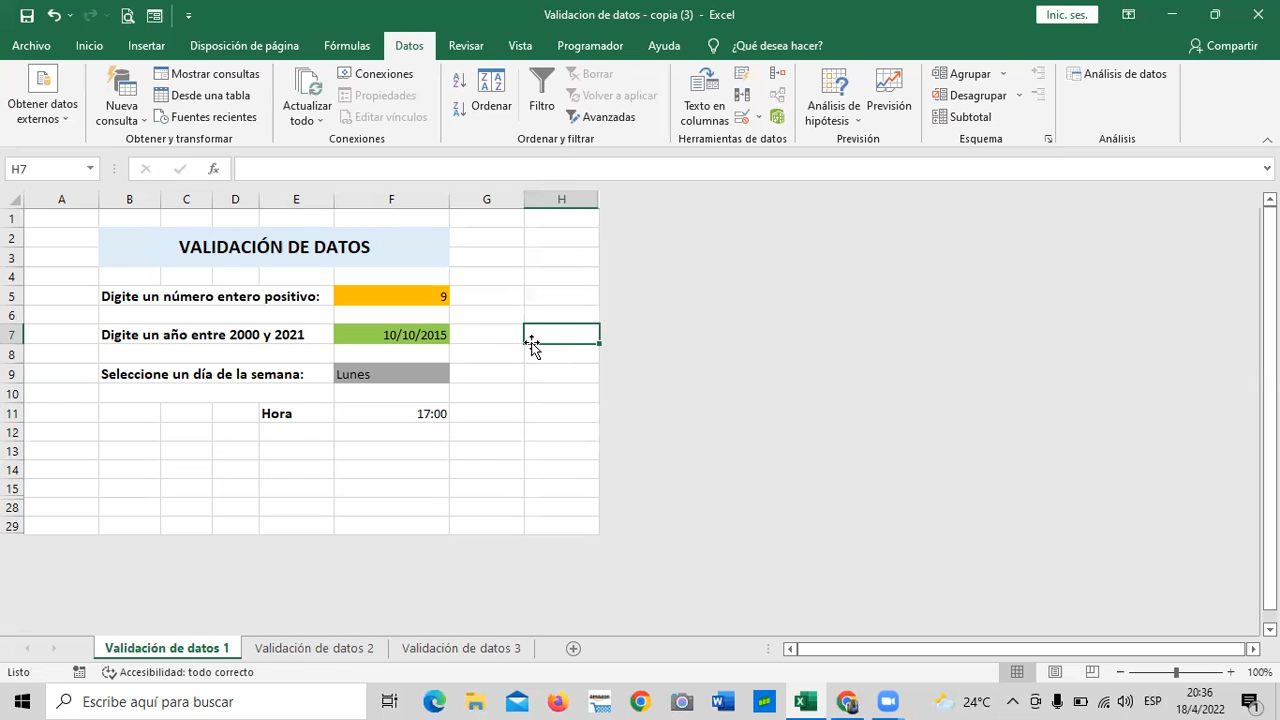 Validacion de datos - copia (3) - Excel
Inic. ses.
Archivo Inicio Insertar Disposición de página Fórmulas Datos Revisar Vista Programador Ayuda ¿Qué desea hacer? Compartir
Obtener datos externos
Nueva consulta
Mostrar consultas
Desde una tabla
Fuentes recientes
Obtener y transformar
Actualizar todo
Conexiones
Propiedades
Editar vínculos
Conexiones
Ordenar
Filtro
Borrar
Volver a aplicar
Avanzadas
Ordenar y filtrar
Texto en columnas
Herramientas de datos
Análisis de hipótesis
Previsión
Previsión
Agrupar
Desagrupar
Subtotal
Esquema
Análisis de datos
Análisis
H7 fx
A B C D E F G H
1
2 VALIDACIÓN DE DATOS
3
4
5 Digite un número entero positivo: 9
6
7 Digite un año entre 2000 y 2021 10/10/2015
8
9 Seleccione un día de la semana: Lunes
10
11 Hora 17:00
12
13
14
15
28
29
Validación de datos 1 Validación de datos 2 Validación de datos 3
Listo Accesibilidad: todo correcto 100%
Escribe aquí para buscar 24°C ESP 20:36
18/4/2022